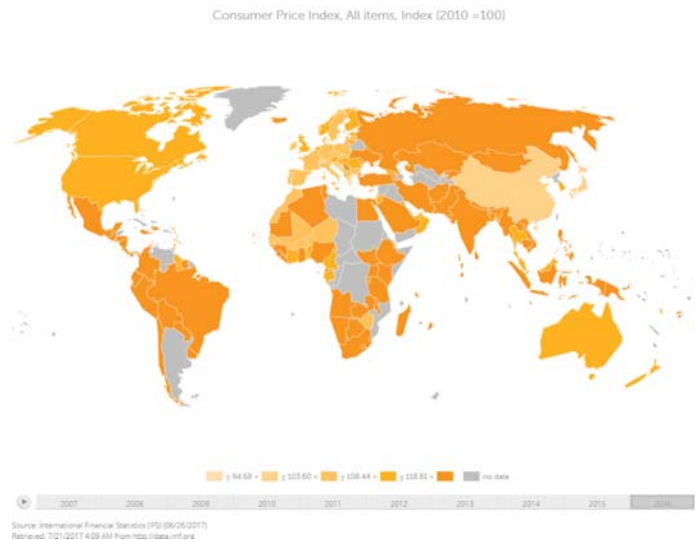 Consumer Price Index, All items, Index (2010 =100)
≥ 94.68 < ≥ 103.60 < ≥ 108.44 < ≥ 118.61 < no data
2007 2008 2009 2010 2011 2012 2013 2014 2015 2016
Source: International Financial Statistics (IFS) (06/26/2017)
Retrieved: 7/21/2017 4:09 AM from http://data.imf.org